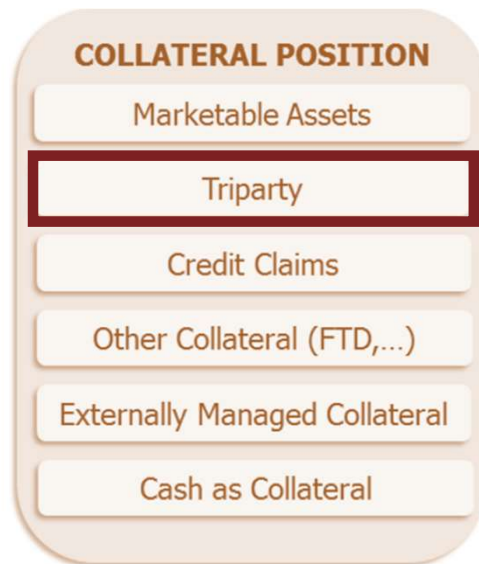 COLLATERAL POSITION
Marketable Assets
Triparty
Credit Claims
Other Collateral (FTD,...)
Externally Managed Collateral
Cash as Collateral